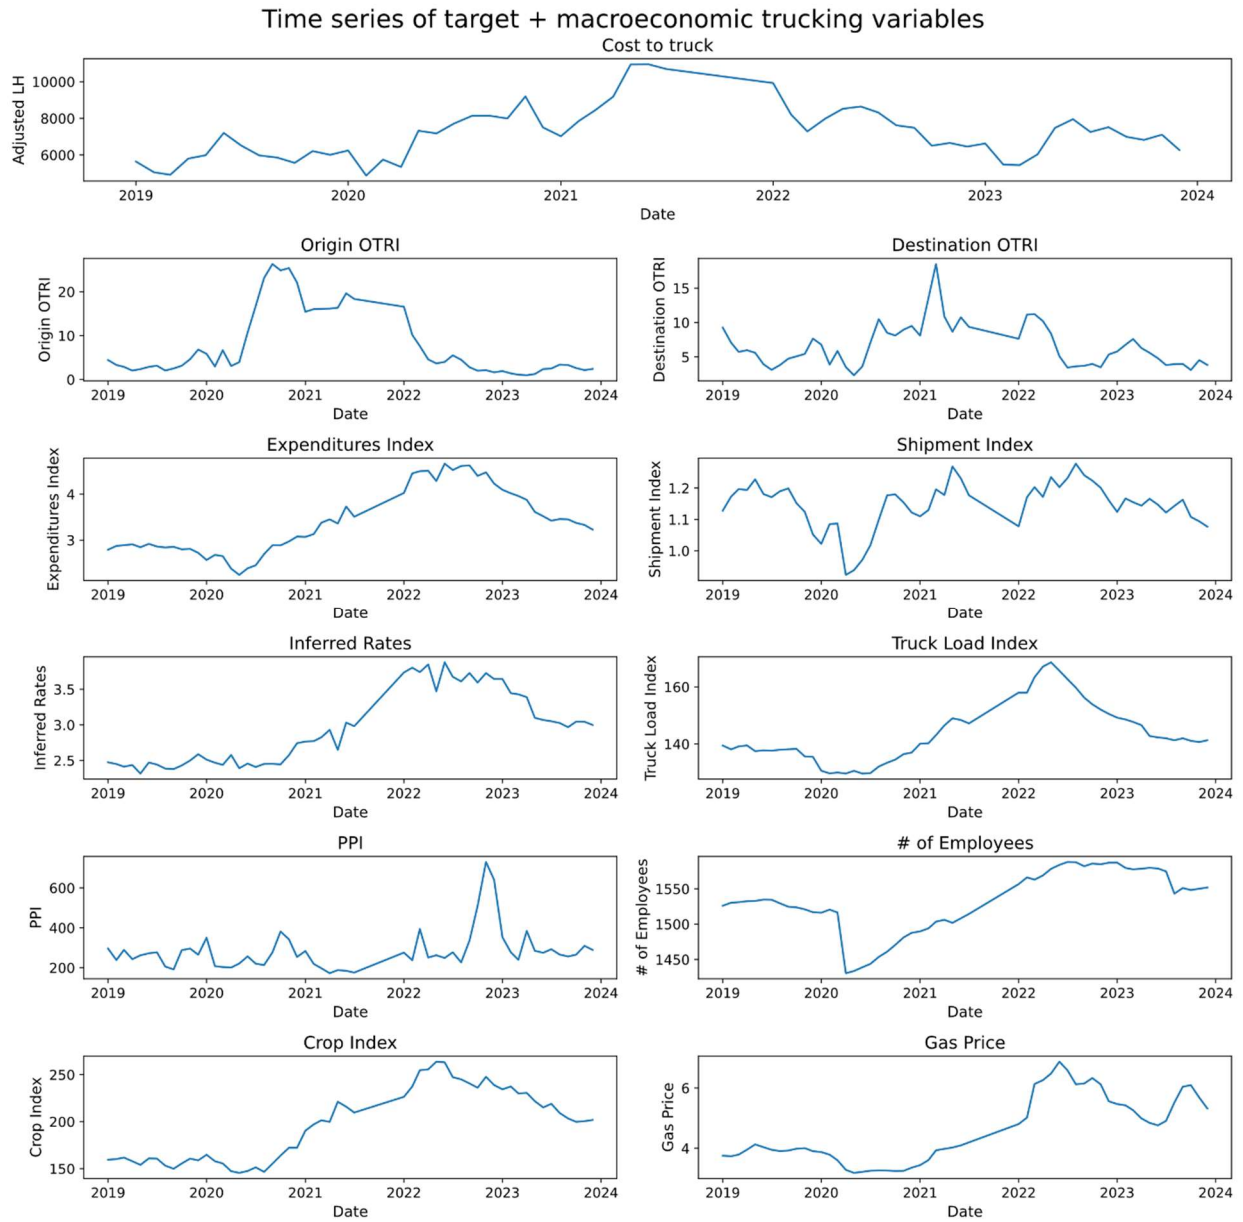 Time series of target + macroeconomic trucking variables
Cost to truck
Adjusted LH
10000
8000
6000
2019 2020 2021 2022 2023 2024
Date
Origin OTRI
Origin OTRI
20
10
0
2019 2020 2021 2022 2023 2024
Date
Destination OTRI
Destination OTRI
15
10
5
2019 2020 2021 2022 2023 2024
Date
Expenditures Index
Expenditures Index
4
3
2019 2020 2021 2022 2023 2024
Date
Shipment Index
Shipment Index
1.2
1.1
1.0
2019 2020 2021 2022 2023 2024
Date
Inferred Rates
Inferred Rates
3.5
3.0
2.5
2019 2020 2021 2022 2023 2024
Date
Truck Load Index
Truck Load Index
160
140
2019 2020 2021 2022 2023 2024
Date
PPI
PPI
600
400
200
2019 2020 2021 2022 2023 2024
Date
# of Employees
# of Employees
1550
1500
1450
2019 2020 2021 2022 2023 2024
Date
Crop Index
Crop Index
250
200
150
2019 2020 2021 2022 2023 2024
Date
Gas Price
Gas Price
6
4
2019 2020 2021 2022 2023 2024
Date